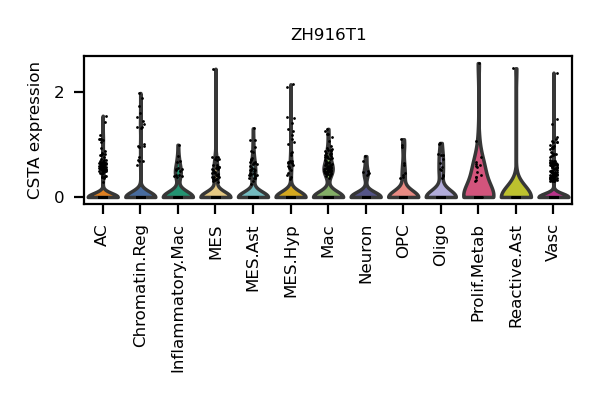 ZH916T1
CSTA expression
2
0
AC
Chromatin.Reg
Inflammatory.Mac
MES
MES.Ast
MES.Hyp
Mac
Neuron
OPC
Oligo
Prolif.Metab
Reactive.Ast
Vasc